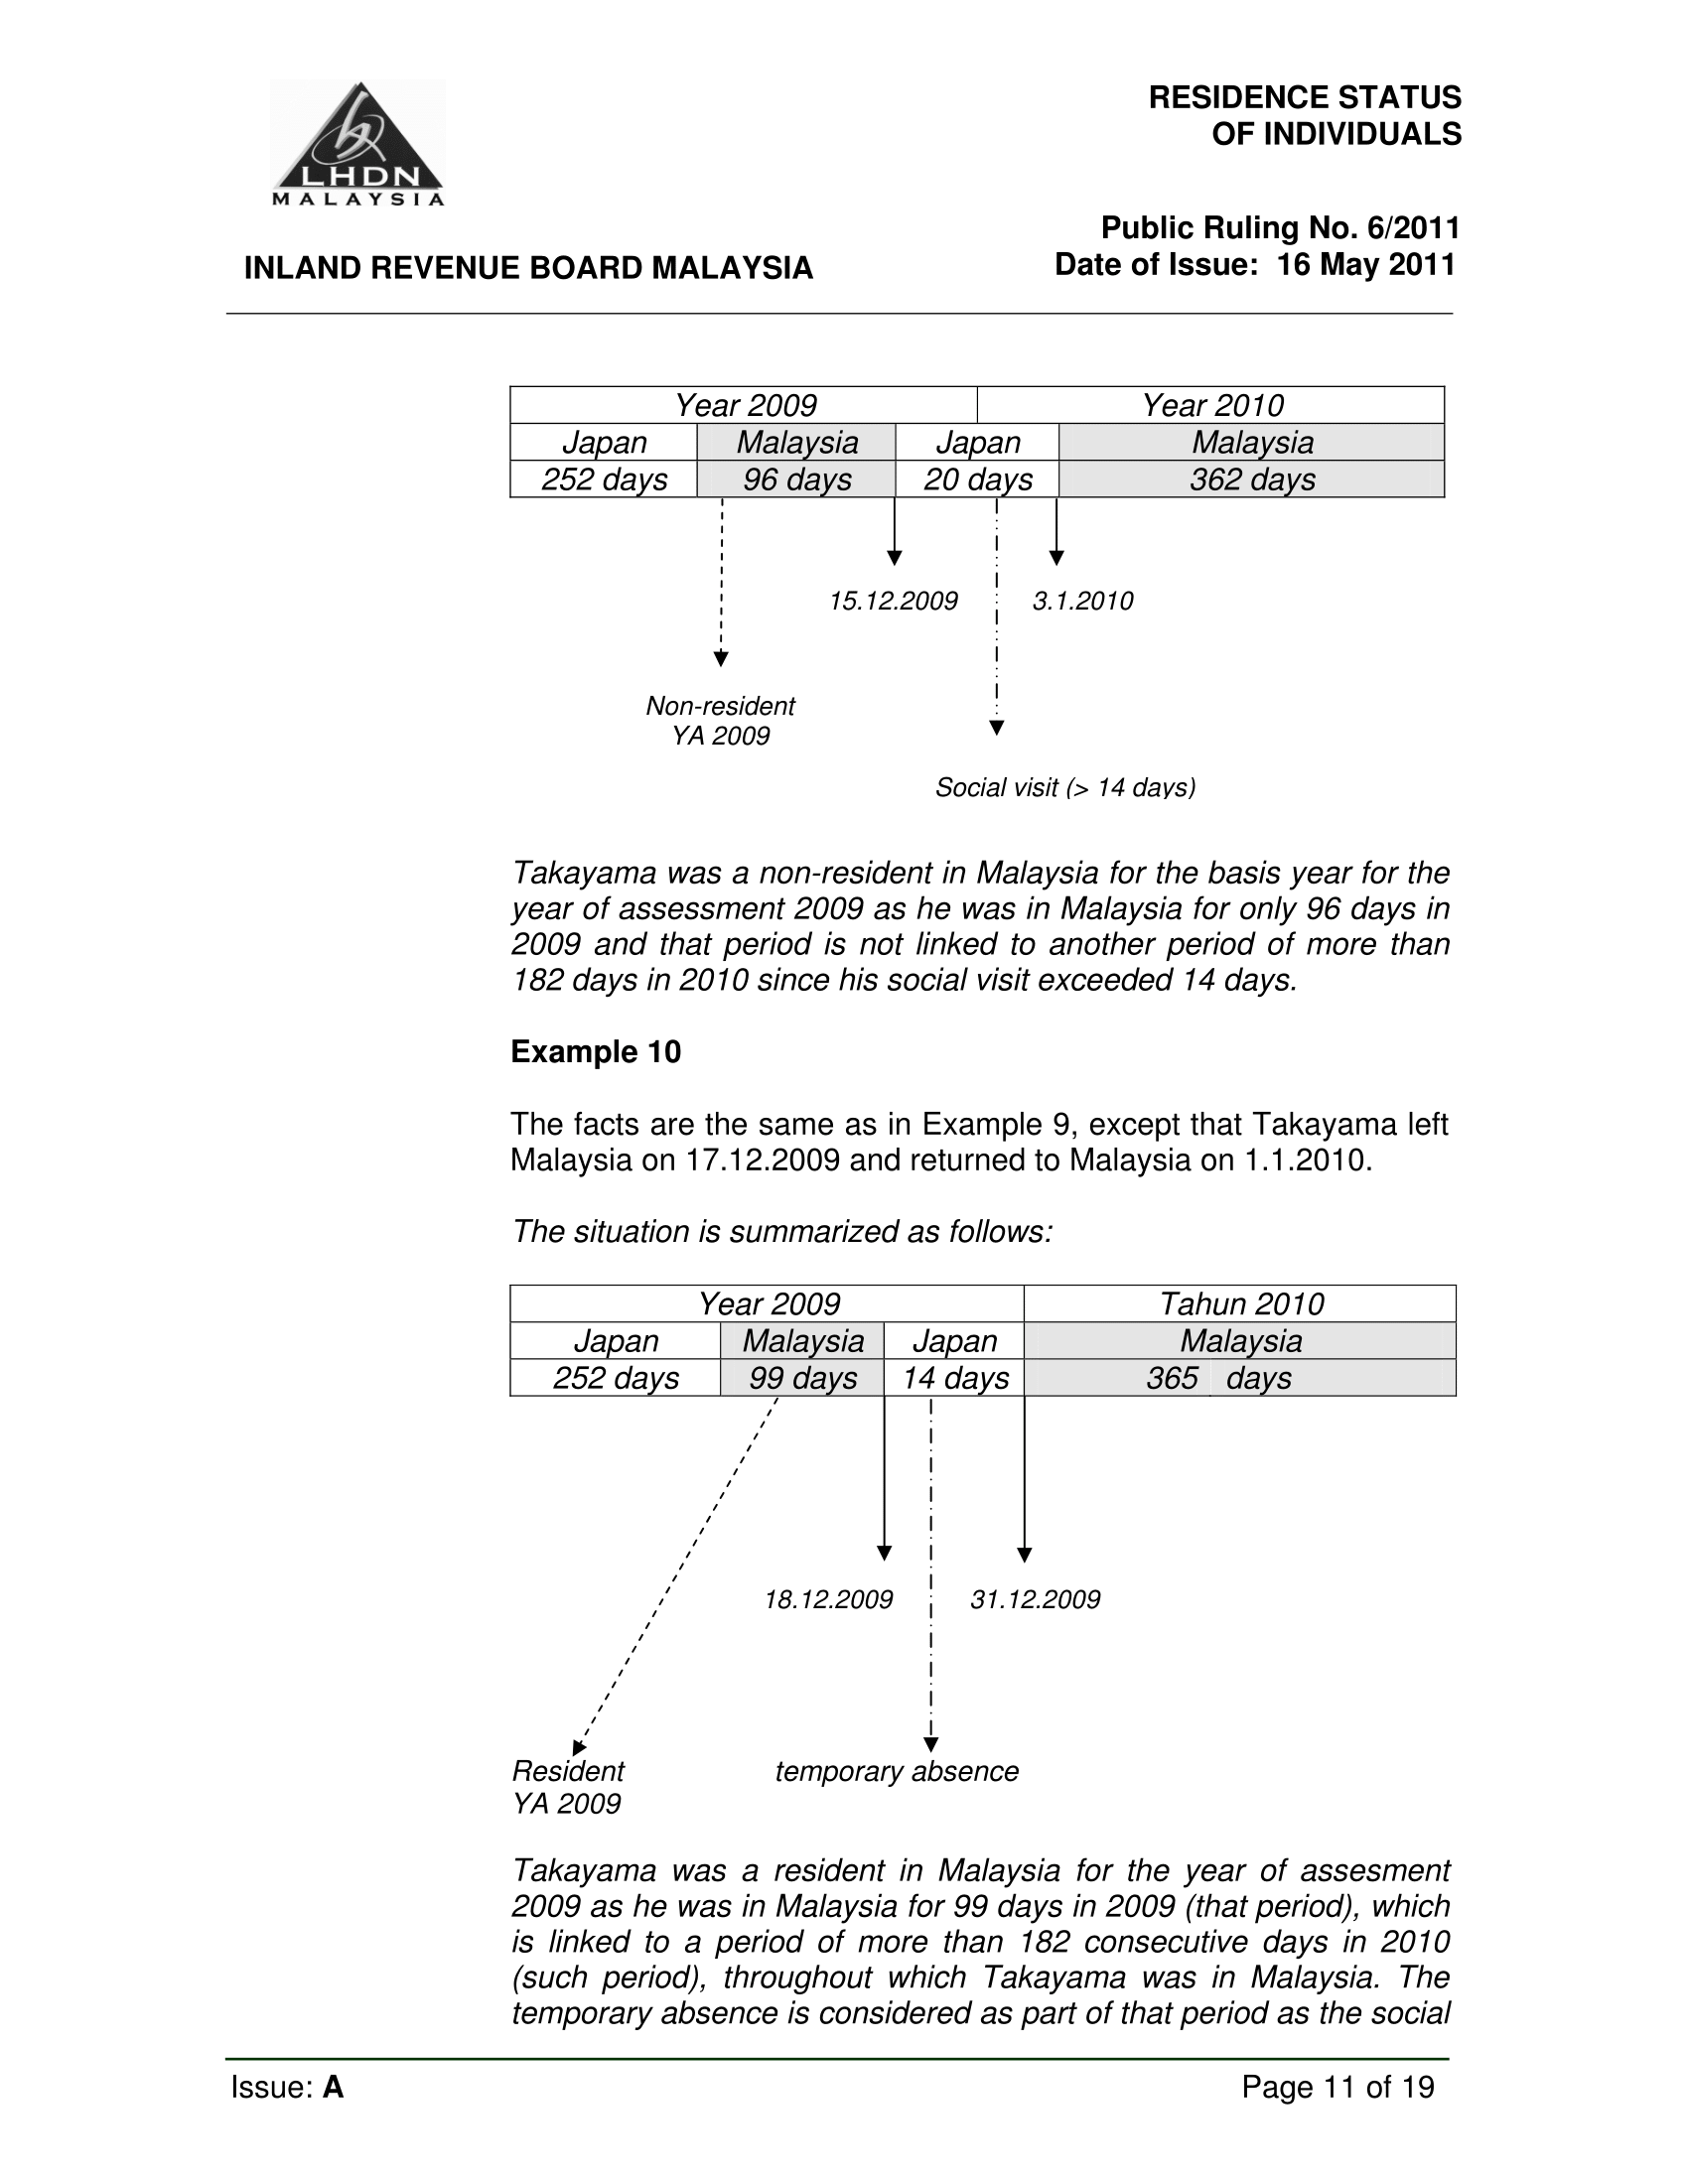 LHDN
MALAYSIA
RESIDENCE STATUS
OF INDIVIDUALS
Public Ruling No. 6/2011
INLAND REVENUE BOARD MALAYSIA
Date of Issue: 16 May 2011
Year 2009 Year 2010
Japan Malaysia Japan Malaysia
252 days 96 days 20 days 362 days
15.12.2009 3.1.2010
Non-resident
YA 2009
Social visit (> 14 days)
Takayama was a non-resident in Malaysia for the basis year for the
year of assessment 2009 as he was in Malaysia for only 96 days in
2009 and that period is not linked to another period of more than
182 days in 2010 since his social visit exceeded 14 days.
Example 10
The facts are the same as in Example 9, except that Takayama left
Malaysia on 17.12.2009 and returned to Malaysia on 1.1.2010.
The situation is summarized as follows:
Year 2009 Tahun 2010
Japan Malaysia Japan Malaysia
252 days 99 days 14 days 365 days
18.12.2009 31.12.2009
Resident temporary absence
YA 2009
Takayama was a resident in Malaysia for the year of assesment
2009 as he was in Malaysia for 99 days in 2009 (that period), which
is linked to a period of more than 182 consecutive days in 2010
(such period), throughout which Takayama was in Malaysia. The
temporary absence is considered as part of that period as the social
Issue: A Page 11 of 19